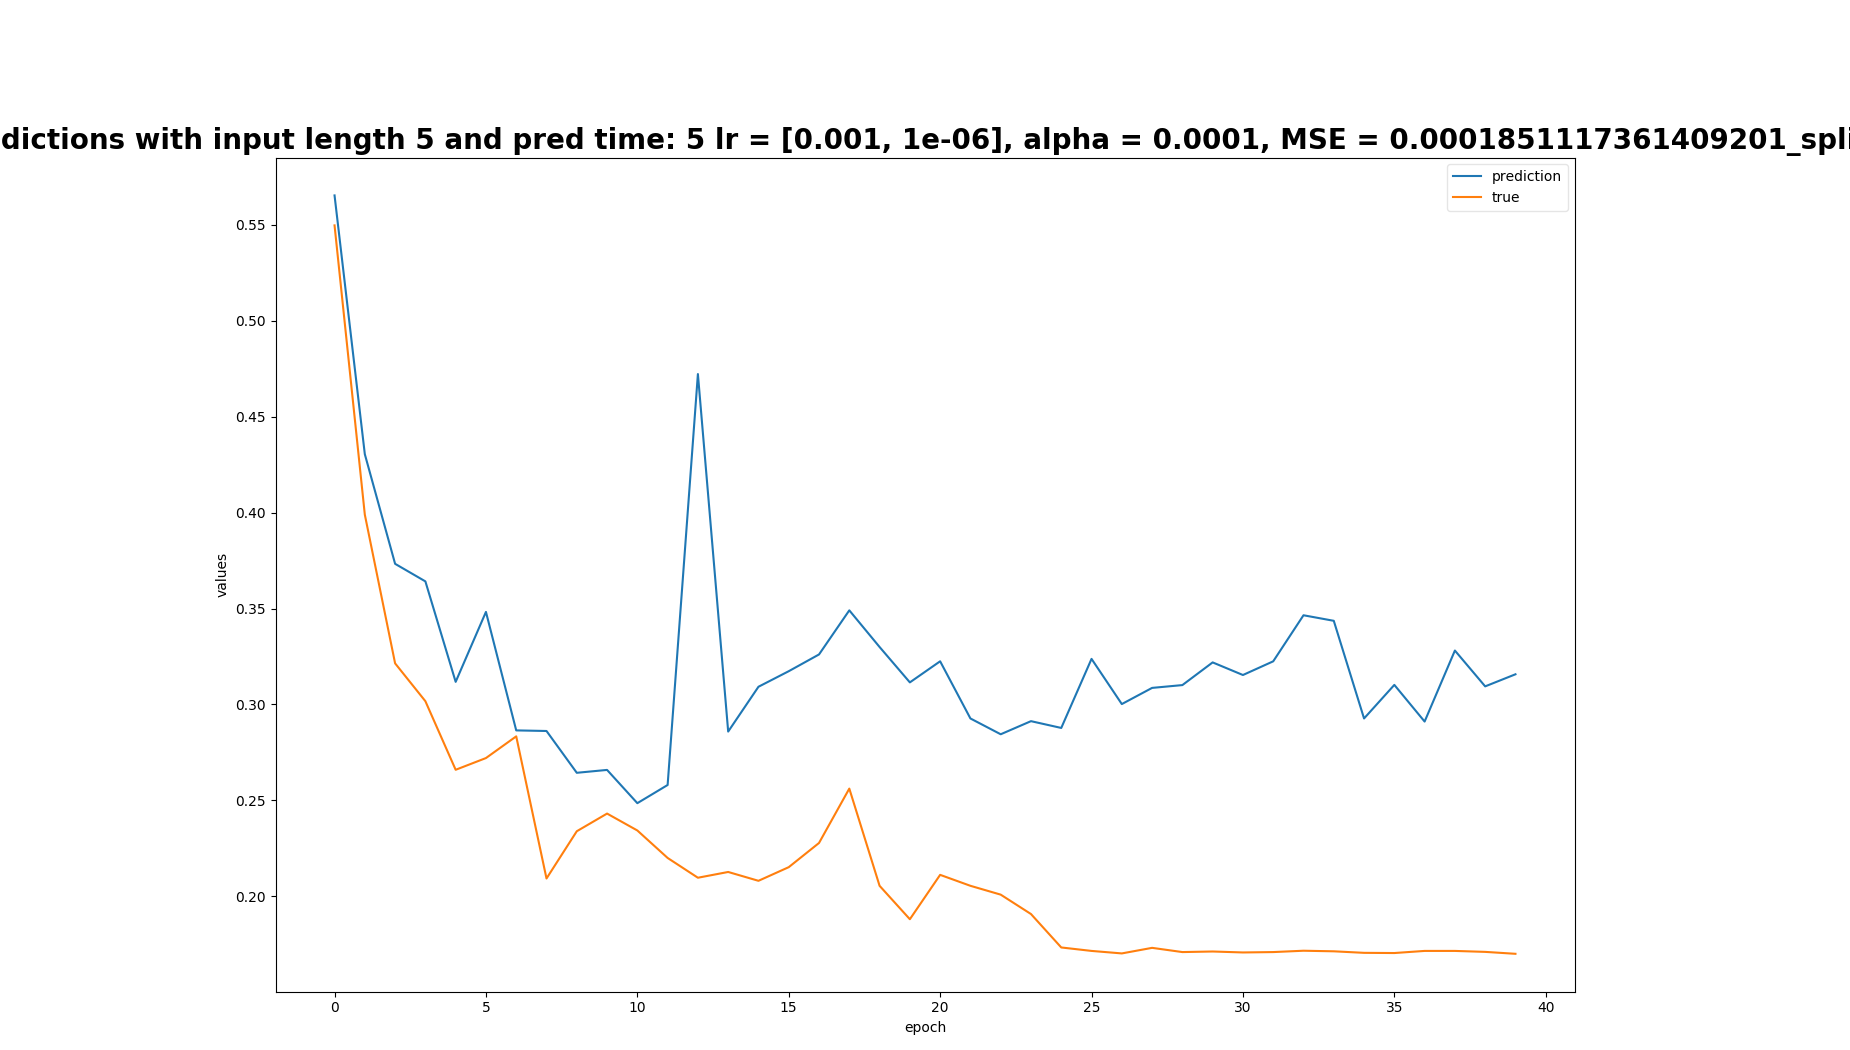 dictions with input length 5 and pred time: 5 lr = [0.001, 1e-06], alpha = 0.0001, MSE = 0.0001851117361409201_spli
prediction
true
0.55
0.50
0.45
0.40
0.35
0.30
0.25
0.20
values
0 5 10 15 20 25 30 35 40
epoch